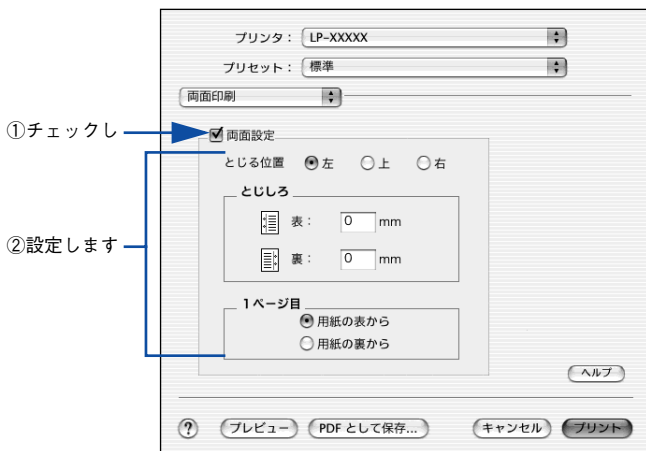 プリンタ： LP-XXXXX
プリセット： 標準
両面印刷
①チェックし
両面設定
とじる位置 左 上 右
とじしろ
表： 0 mm
②設定します
裏： 0 mm
1ページ目
用紙の表から
用紙の裏から
ヘルプ
? プレビュー PDF として保存... キャンセル プリント